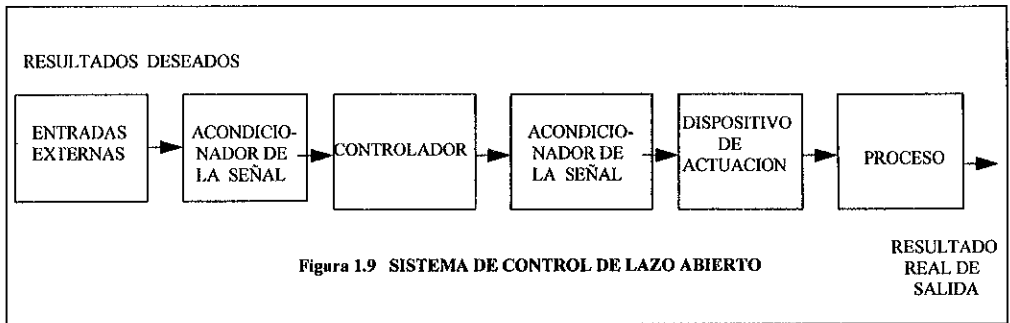 RESULTADOS DESEADOS
ENTRADAS
EXTERNAS
ACONDICIO-
NADOR DE
LA SEÑAL
CONTROLADOR
ACONDICIO-
NADOR DE
LA SEÑAL
DISPOSITIVO
DE
ACTUACION
PROCESO
RESULTADO
REAL DE
SALIDA
Figura 1.9 SISTEMA DE CONTROL DE LAZO ABIERTO